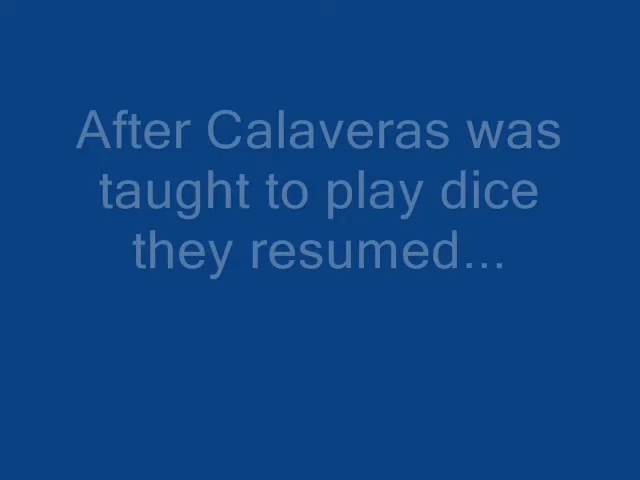 After Calaveras was
taught to play dice
they resumed...